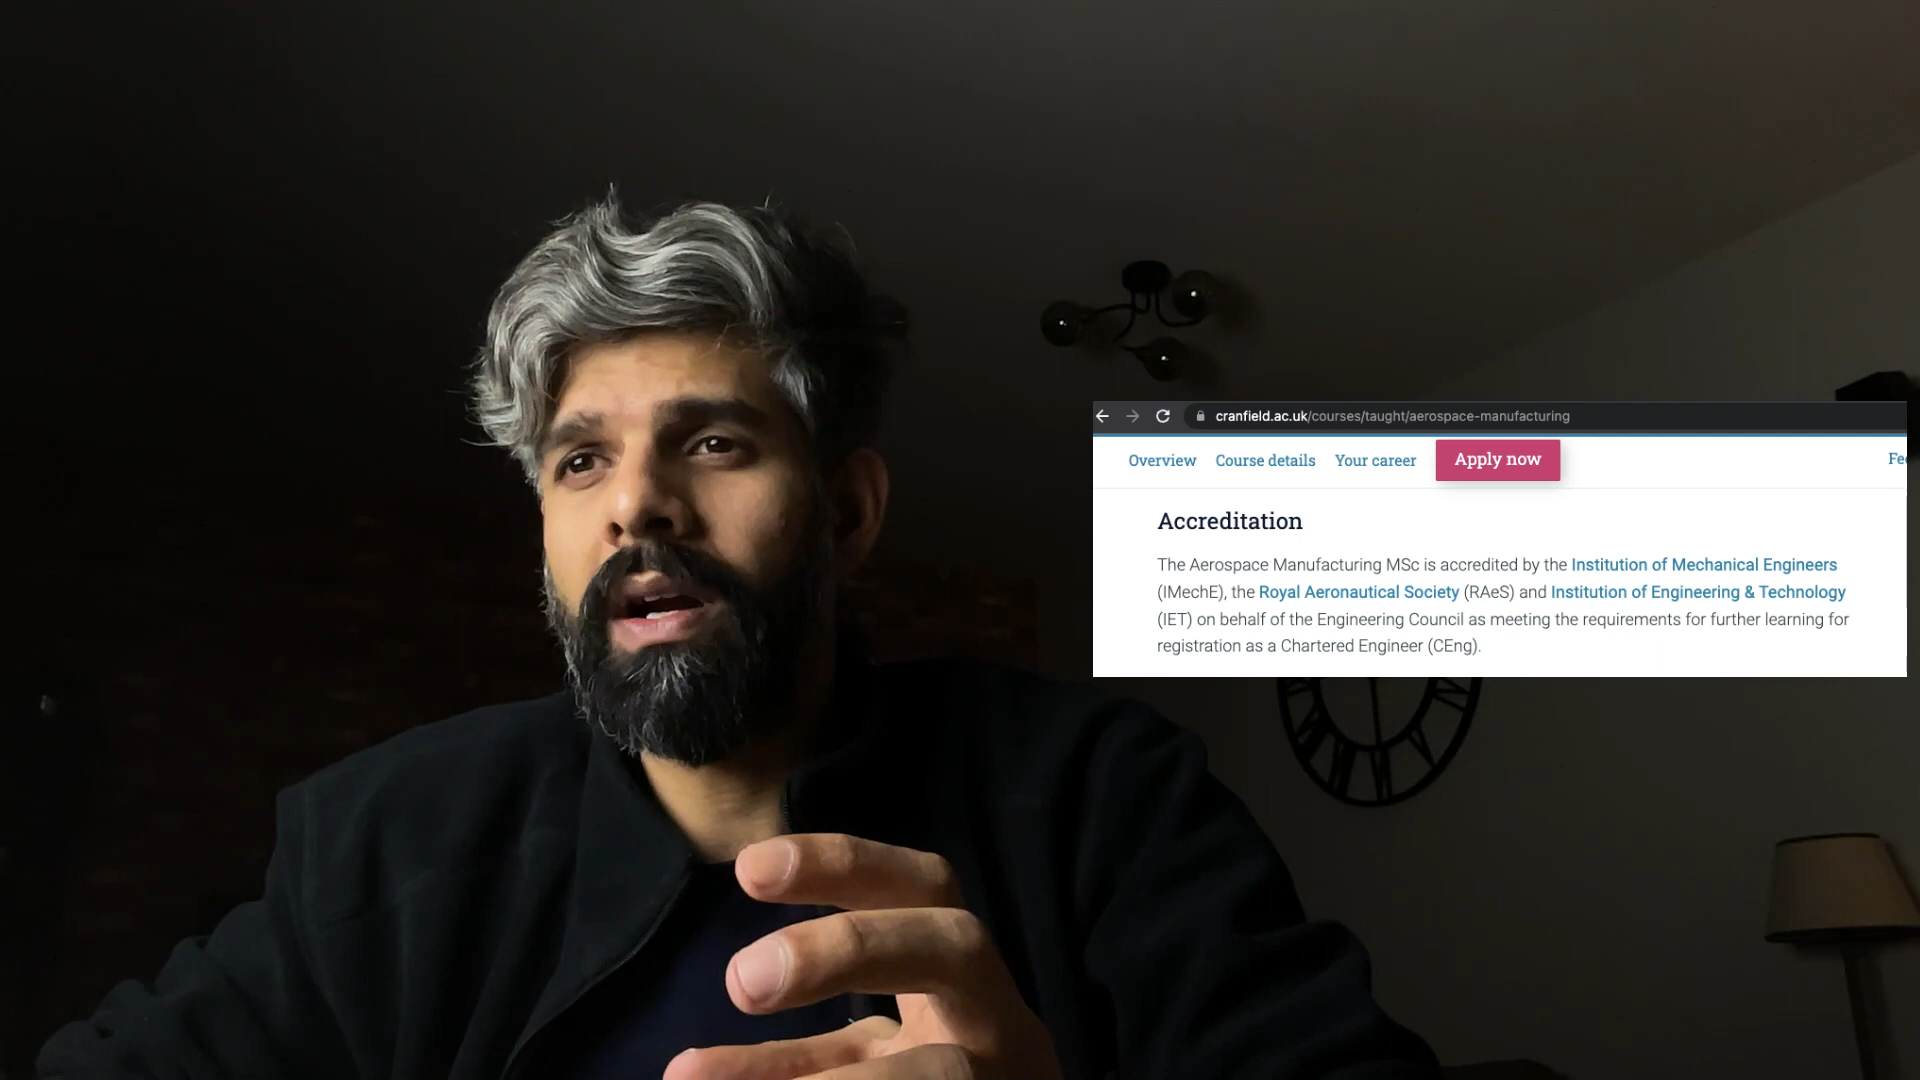 cranfield.ac.uk/courses/taught/aerospace-manufacturing
Overview Course details Your career Apply now
Accreditation
The Aerospace Manufacturing MSc is accredited by the Institution of Mechanical Engineers
(IMechE), the Royal Aeronautical Society (RAeS) and Institution of Engineering & Technology
(IET) on behalf of the Engineering Council as meeting the requirements for further learning for
registration as a Chartered Engineer (CEng).